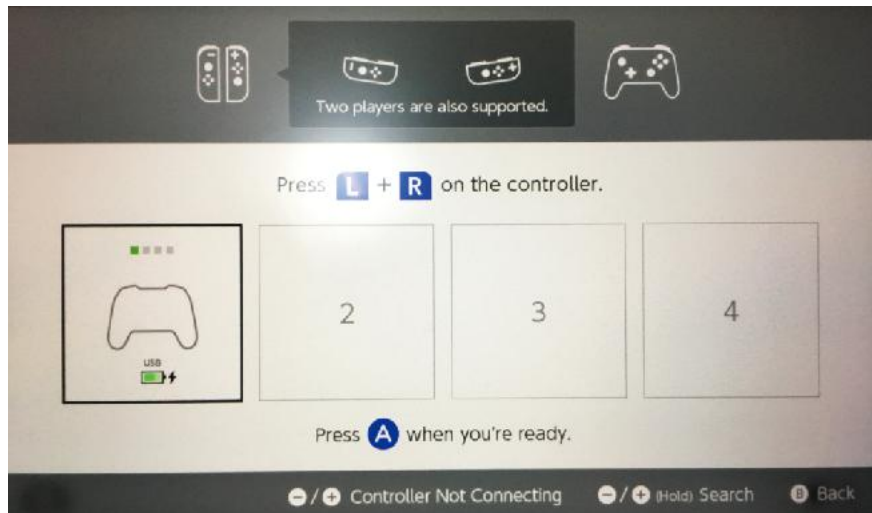 Two players are also supported.
Press L + R on the controller.
2
3
4
USB
Press A when you're ready.
-/+ Controller Not Connecting -/+ (Hold) Search B Back